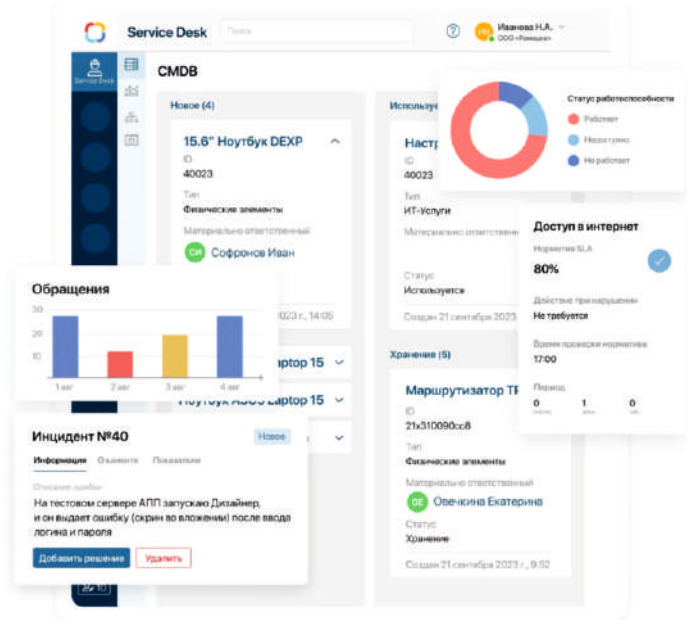 Service Desk
Поиск
Иванова Н.А.
ООО «Ромашка»
Service Desk
CMDB
Новое (4)
15.6" Ноутбук DEXP
ID
40023
Тип
Физические элементы
Материально ответственный
СИ Софронов Иван
2023 г., 14:05
Laptop 15
Ноутбук ASUS Laptop 15
Используе
Настр
ID
40023
Тип
ИТ-Услуги
Материально ответственн
Статус
Используется
Создан 21 сентября 2023
Хранение (5)
Маршрутизатор TP
ID
21x310090cc8
Тип
Физические элементы
Материально ответственный
ОЕ Овечкина Екатерина
Статус
Хранение
Создан 21 сентября 2023 г., 9:52
Статус работоспособности
Работает
Недоступно
Не работает
Доступ в интернет
Норматив SLA
80%
Действие при нарушении
Не требуется
Время проверки норматива
17:00
Период
0 1 0
Обращения
30
20
10
1 авг 2 авг 3 авг 4 авг
Инцидент №40
Новое
Информация О клиенте Показатели
Описание ошибки
На тестовом сервере АПП запускаю Дизайнер,
и он выдает ошибку (скрин во вложении) после ввода
логина и пароля
Добавить решение
Удалить